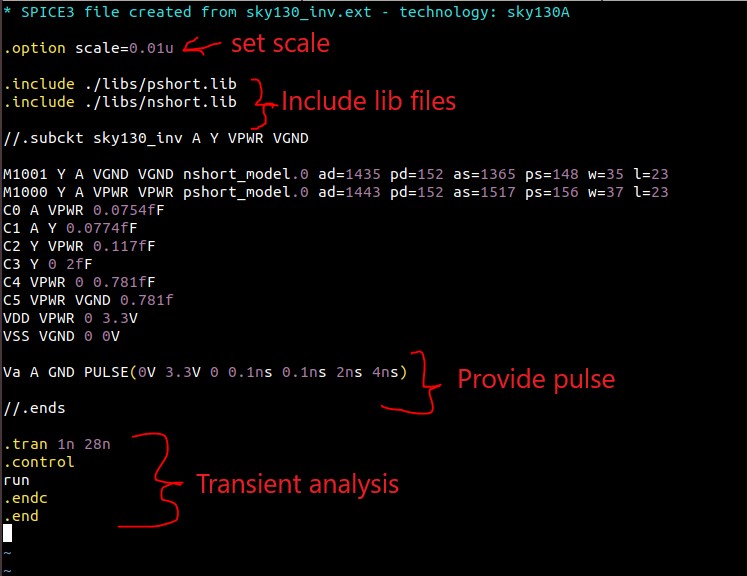 * SPICE3 file created from sky130_inv.ext - technology: sky130A
.option scale=0.01u
set scale
.include ./libs/pshort.lib
.include ./libs/nshort.lib
Include lib files
//.subckt sky130_inv A Y VPWR VGND
M1001 Y A VGND VGND nshort_model.0 ad=1435 pd=152 as=1365 ps=148 w=35 l=23
M1000 Y A VPWR VPWR pshort_model.0 ad=1443 pd=152 as=1517 ps=156 w=37 l=23
C0 A VPWR 0.0754fF
C1 A Y 0.0774fF
C2 Y VPWR 0.117fF
C3 Y 0 2fF
C4 VPWR 0 0.781fF
C5 VPWR VGND 0.781f
VDD VPWR 0 3.3V
VSS VGND 0 0V
Va A GND PULSE(0V 3.3V 0 0.1ns 0.1ns 2ns 4ns)
Provide pulse
//.ends
.tran 1n 28n
.control
run
Transient analysis
.endc
.end
~
~